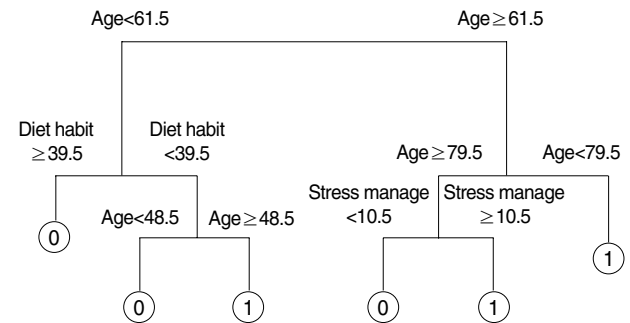 Age<61.5 Age≥61.5
Diet habit ≥39.5
Diet habit <39.5
Age≥79.5 Age<79.5
Stress manage <10.5
Stress manage ≥10.5
Age<48.5 Age≥48.5
0
1
0 1 0 1